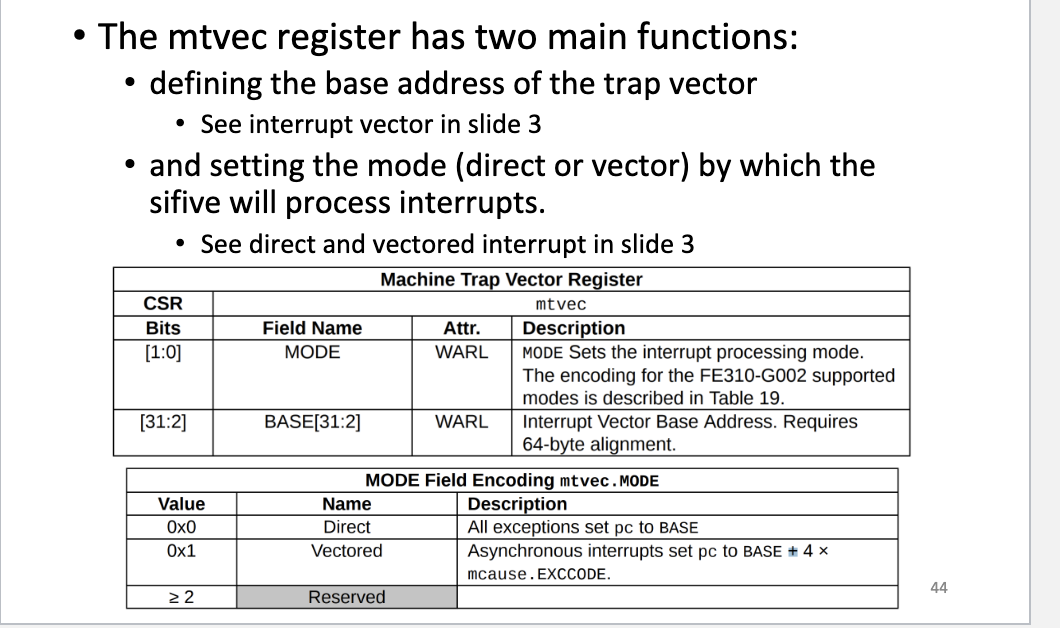 • The mtvec register has two main functions:
• defining the base address of the trap vector
• See interrupt vector in slide 3
• and setting the mode (direct or vector) by which the
sifive will process interrupts.
• See direct and vectored interrupt in slide 3
Machine Trap Vector Register
CSR mtvec
Bits Field Name Attr. Description
[1:0] MODE WARL MODE Sets the interrupt processing mode.
The encoding for the FE310-G002 supported
modes is described in Table 19.
[31:2] BASE[31:2] WARL Interrupt Vector Base Address. Requires
64-byte alignment.
MODE Field Encoding mtvec.MODE
Value Name Description
0x0 Direct All exceptions set pc to BASE
0x1 Vectored Asynchronous interrupts set pc to BASE + 4 ×
mcause.EXCCODE.
≥ 2 Reserved
44